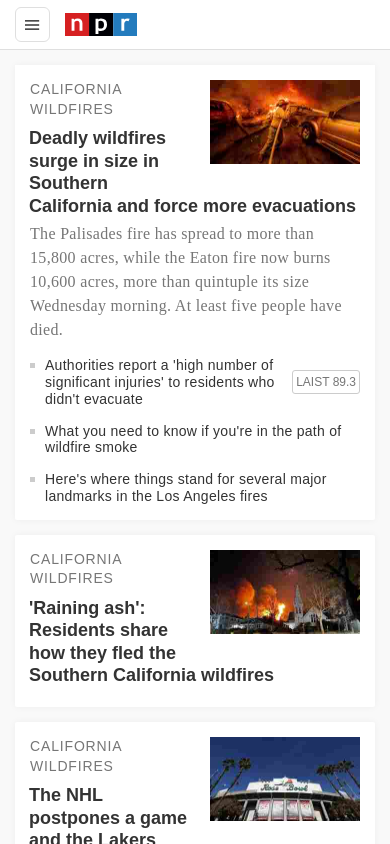 npr
CALIFORNIA
WILDFIRES
Deadly wildfires
surge in size in
Southern
California and force more evacuations
The Palisades fire has spread to more than
15,800 acres, while the Eaton fire now burns
10,600 acres, more than quintuple its size
Wednesday morning. At least five people have
died.
Authorities report a 'high number of
significant injuries' to residents who
didn't evacuate
LAIST 89.3
What you need to know if you're in the path of
wildfire smoke
Here's where things stand for several major
landmarks in the Los Angeles fires
CALIFORNIA
WILDFIRES
'Raining ash':
Residents share
how they fled the
Southern California wildfires
CALIFORNIA
WILDFIRES
Rose Bowl
The NHL
postpones a game
and the Lakers